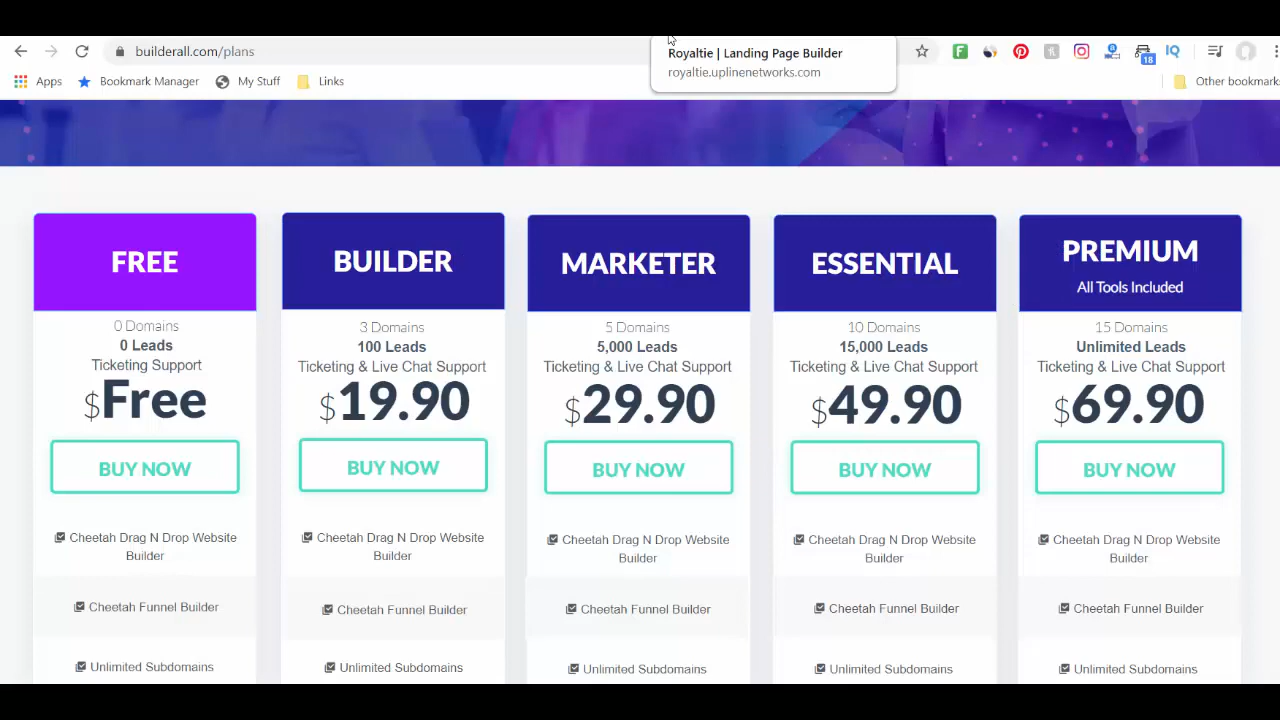 builderall.com/plans
Royaltie | Landing Page Builder
royaltie.uplinenetworks.com
18
Apps
Bookmark Manager
My Stuff
Links
Other bookmark
FREE
0 Domains
0 Leads
Ticketing Support
$Free
BUY NOW
Cheetah Drag N Drop Website
Builder
Cheetah Funnel Builder
Unlimited Subdomains
BUILDER
3 Domains
100 Leads
Ticketing & Live Chat Support
$19.90
BUY NOW
Cheetah Drag N Drop Website
Builder
Cheetah Funnel Builder
Unlimited Subdomains
MARKETER
5 Domains
5,000 Leads
Ticketing & Live Chat Support
$29.90
BUY NOW
Cheetah Drag N Drop Website
Builder
Cheetah Funnel Builder
Unlimited Subdomains
ESSENTIAL
10 Domains
15,000 Leads
Ticketing & Live Chat Support
$49.90
BUY NOW
Cheetah Drag N Drop Website
Builder
Cheetah Funnel Builder
Unlimited Subdomains
PREMIUM
All Tools Included
15 Domains
Unlimited Leads
Ticketing & Live Chat Support
$69.90
BUY NOW
Cheetah Drag N Drop Website
Builder
Cheetah Funnel Builder
Unlimited Subdomains